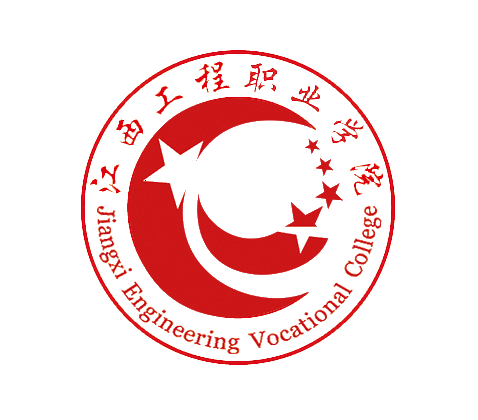 江西工程职业学院
Jiangxi Engineering Vocational College